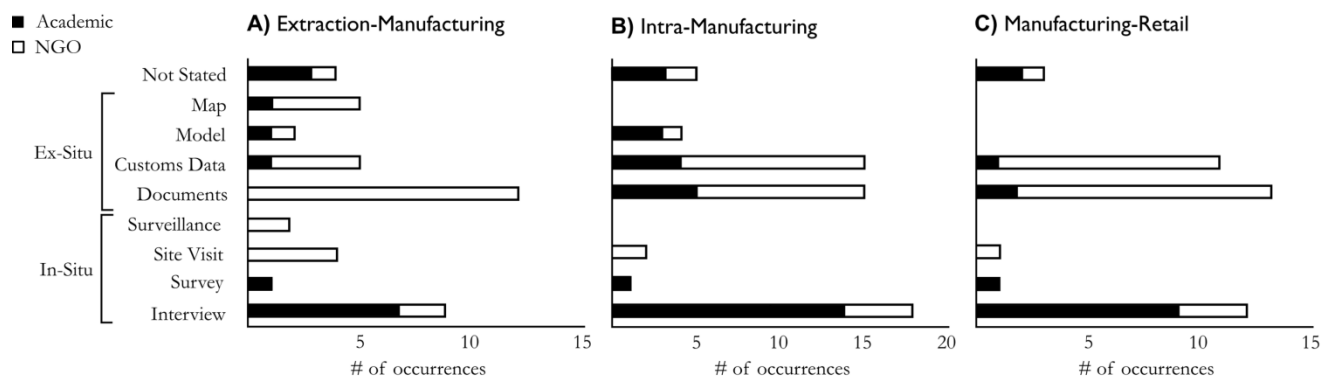 Academic
NGO
A) Extraction-Manufacturing
B) Intra-Manufacturing
C) Manufacturing-Retail
Not Stated
Ex-Situ
Map
Model
Customs Data
Documents
In-Situ
Surveillance
Site Visit
Survey
Interview
5 10 15
5 10 15 20
5 10 15
# of occurrences
# of occurrences
# of occurrences